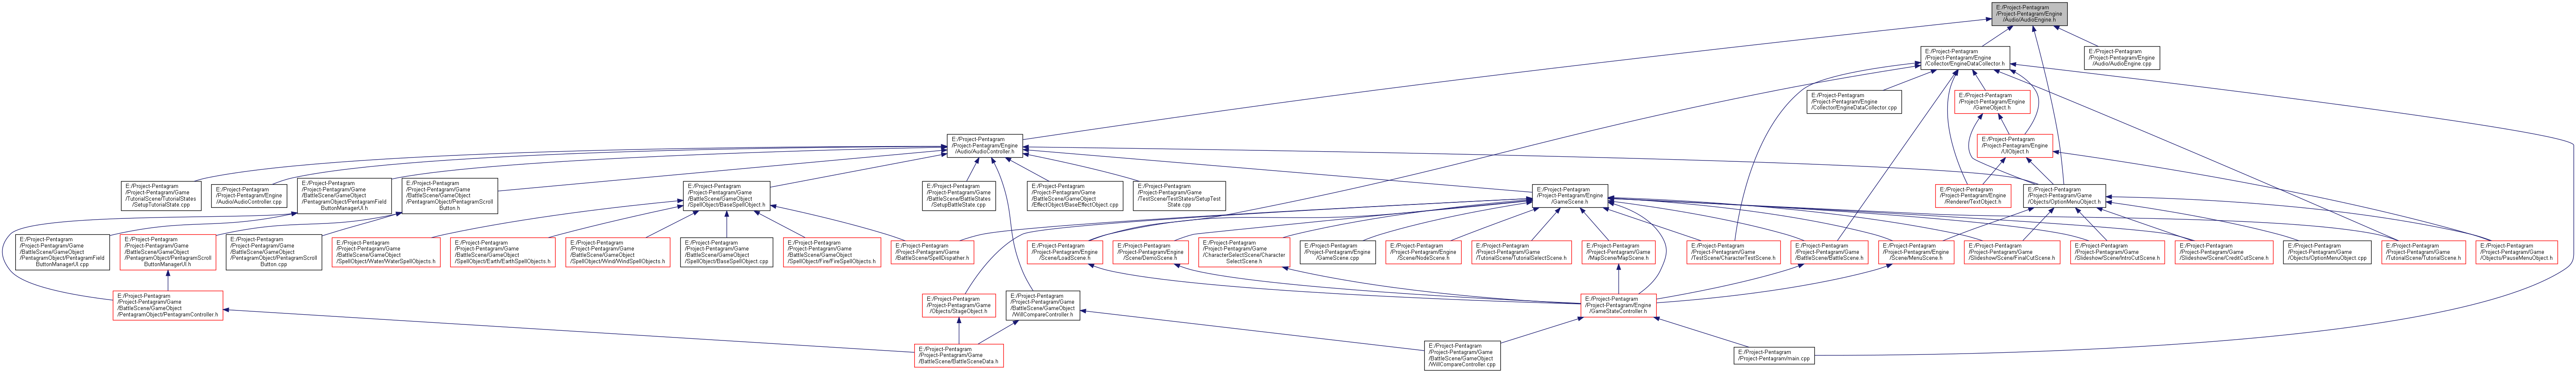 E:/Project-Pentagram
/Project-Pentagram/Engine
/Audio/AudioEngine.h
E:/Project-Pentagram
/Project-Pentagram/Engine
/Collector/EngineDataCollector.h
E:/Project-Pentagram
/Project-Pentagram/Engine
/Audio/AudioEngine.cpp
E:/Project-Pentagram
/Project-Pentagram/Engine
/Collector/EngineDataCollector.cpp
E:/Project-Pentagram
/Project-Pentagram/Engine
/GameObject.h
E:/Project-Pentagram
/Project-Pentagram/Engine
/Audio/AudioController.h
E:/Project-Pentagram
/Project-Pentagram/Engine
/UIObject.h
E:/Project-Pentagram
/Project-Pentagram/Game
/TutorialScene/TutorialStates
/SetupTutorialState.cpp
E:/Project-Pentagram
/Project-Pentagram/Engine
/Audio/AudioController.cpp
E:/Project-Pentagram
/Project-Pentagram/Game
/BattleScene/GameObject
/PentagramObject/PentagramField
ButtonManagerUI.h
E:/Project-Pentagram
/Project-Pentagram/Game
/BattleScene/GameObject
/PentagramObject/PentagramScroll
Button.h
E:/Project-Pentagram
/Project-Pentagram/Game
/BattleScene/GameObject
/SpellObject/BaseSpellObject.h
E:/Project-Pentagram
/Project-Pentagram/Game
/BattleScene/BattleStates
/SetupBattleState.cpp
E:/Project-Pentagram
/Project-Pentagram/Game
/BattleScene/GameObject
/EffectObject/BaseEffectObject.cpp
E:/Project-Pentagram
/Project-Pentagram/Game
/TestScene/TestStates/SetupTest
State.cpp
E:/Project-Pentagram
/Project-Pentagram/Engine
/GameScene.h
E:/Project-Pentagram
/Project-Pentagram/Engine
/Renderer/TextObject.h
E:/Project-Pentagram
/Project-Pentagram/Game
/Objects/OptionMenuObject.h
E:/Project-Pentagram
/Project-Pentagram/Game
/BattleScene/GameObject
/PentagramObject/PentagramField
ButtonManagerUI.cpp
E:/Project-Pentagram
/Project-Pentagram/Game
/BattleScene/GameObject
/PentagramObject/PentagramScroll
ButtonManagerUI.h
E:/Project-Pentagram
/Project-Pentagram/Game
/BattleScene/GameObject
/PentagramObject/PentagramScroll
Button.cpp
E:/Project-Pentagram
/Project-Pentagram/Game
/BattleScene/GameObject
/SpellObject/Water/WaterSpellObjects.h
E:/Project-Pentagram
/Project-Pentagram/Game
/BattleScene/GameObject
/SpellObject/Earth/EarthSpellObjects.h
E:/Project-Pentagram
/Project-Pentagram/Game
/BattleScene/GameObject
/SpellObject/Wind/WindSpellObjects.h
E:/Project-Pentagram
/Project-Pentagram/Game
/BattleScene/GameObject
/SpellObject/BaseSpellObject.cpp
E:/Project-Pentagram
/Project-Pentagram/Game
/BattleScene/GameObject
/SpellObject/Fire/FireSpellObjects.h
E:/Project-Pentagram
/Project-Pentagram/Game
/BattleScene/SpellDispather.h
E:/Project-Pentagram
/Project-Pentagram/Engine
/Scene/LoadScene.h
E:/Project-Pentagram
/Project-Pentagram/Engine
/Scene/DemoScene.h
E:/Project-Pentagram
/Project-Pentagram/Game
/CharacterSelectScene/Character
SelectScene.h
E:/Project-Pentagram
/Project-Pentagram/Engine
/GameScene.cpp
E:/Project-Pentagram
/Project-Pentagram/Engine
/Scene/NodeScene.h
E:/Project-Pentagram
/Project-Pentagram/Game
/TutorialScene/TutorialSelectScene.h
E:/Project-Pentagram
/Project-Pentagram/Game
/MapScene/MapScene.h
E:/Project-Pentagram
/Project-Pentagram/Game
/TestScene/CharacterTestScene.h
E:/Project-Pentagram
/Project-Pentagram/Game
/BattleScene/BattleScene.h
E:/Project-Pentagram
/Project-Pentagram/Engine
/Scene/MenuScene.h
E:/Project-Pentagram
/Project-Pentagram/Game
/Slideshow/Scene/FinalCutScene.h
E:/Project-Pentagram
/Project-Pentagram/Game
/Slideshow/Scene/IntroCutScene.h
E:/Project-Pentagram
/Project-Pentagram/Game
/Slideshow/Scene/CreditCutScene.h
E:/Project-Pentagram
/Project-Pentagram/Game
/Objects/OptionMenuObject.cpp
E:/Project-Pentagram
/Project-Pentagram/Game
/TutorialScene/TutorialScene.h
E:/Project-Pentagram
/Project-Pentagram/Game
/Objects/PauseMenuObject.h
E:/Project-Pentagram
/Project-Pentagram/Game
/BattleScene/GameObject
/PentagramObject/PentagramController.h
E:/Project-Pentagram
/Project-Pentagram/Game
/Objects/StageObject.h
E:/Project-Pentagram
/Project-Pentagram/Game
/BattleScene/GameObject
/WillCompareController.h
E:/Project-Pentagram
/Project-Pentagram/Engine
/GameStateController.h
E:/Project-Pentagram
/Project-Pentagram/Game
/BattleScene/BattleSceneData.h
E:/Project-Pentagram
/Project-Pentagram/Game
/BattleScene/GameObject
/WillCompareController.cpp
E:/Project-Pentagram
/Project-Pentagram/main.cpp